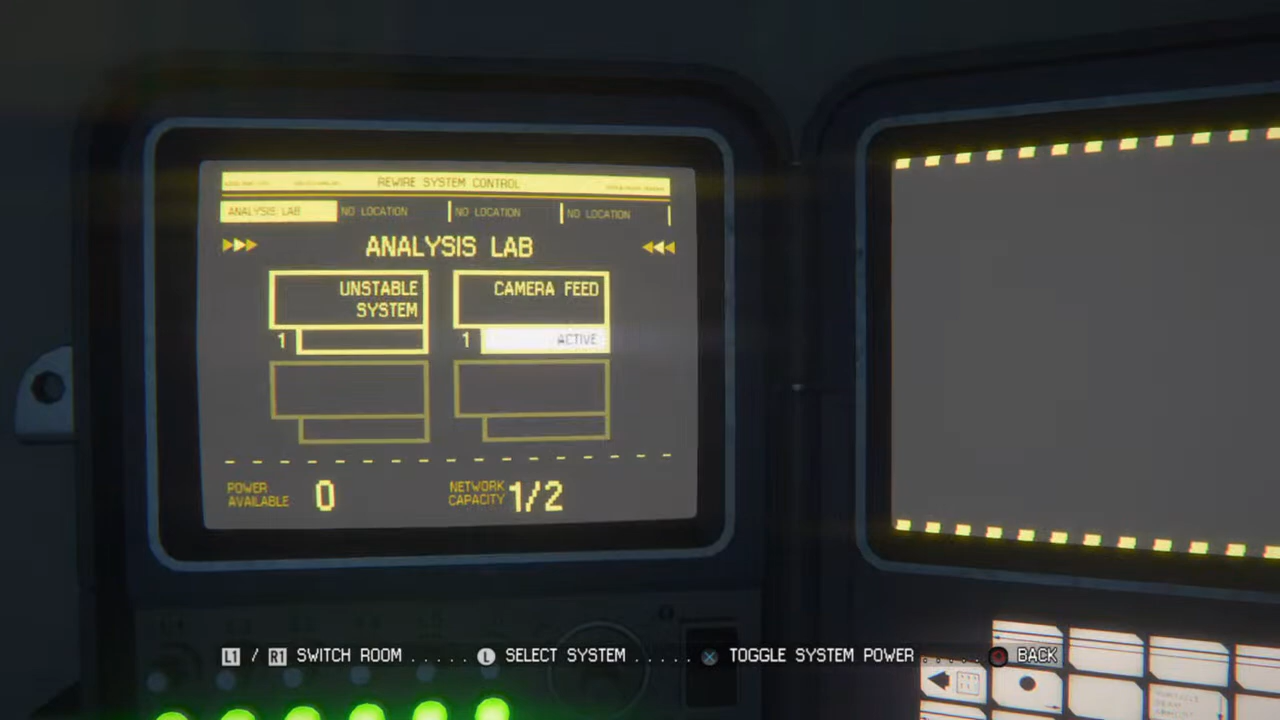 REWIRE SYSTEM CONTROL
ANALYSIS LAB NO LOCATION NO LOCATION NO LOCATION
ANALYSIS LAB
UNSTABLE SYSTEM
1
CAMERA FEED
1 ACTIVE
POWER AVAILABLE 0
NETWORK CAPACITY 1/2
L1 / R1 SWITCH ROOM ..... L SELECT SYSTEM ..... TOGGLE SYSTEM POWER ..... BACK